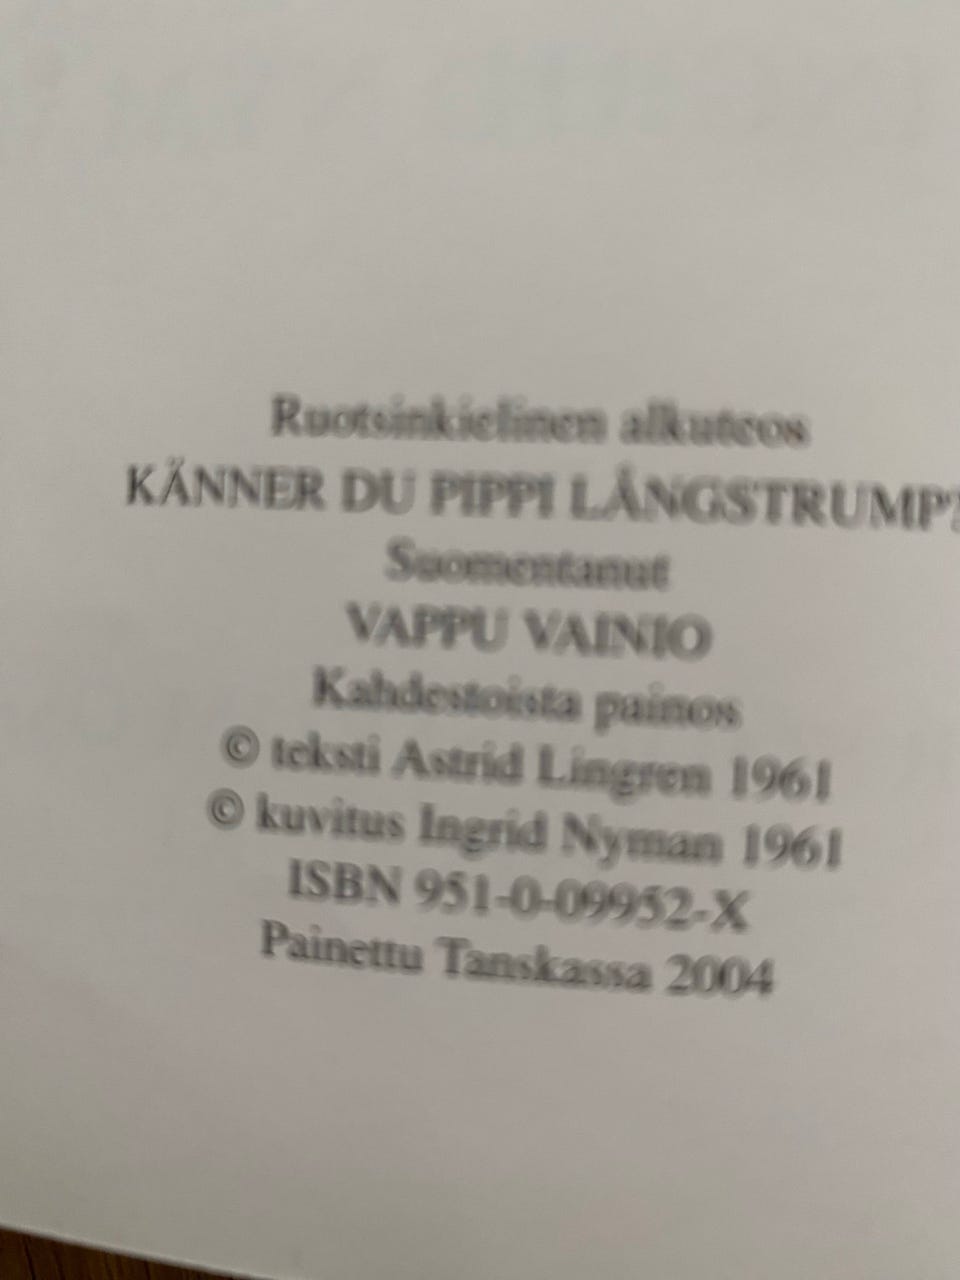 Ruotsinkielinen alkuteos
KÄNNER DU PIPPI LÅNGSTRUMP?
Suomentanut
VAPPU VAINIO
Kahdestoista painos
© teksti Astrid Lingren 1961
© kuvitus Ingrid Nyman 1961
ISBN 951-0-09952-X
Painettu Tanskassa 2004